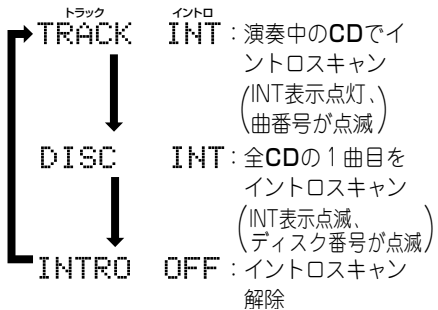 トラック イントロ
TRACK INT：演奏中のCDでイ
ントロスキャン
(INT表示点灯、
曲番号が点滅)
DISC INT：全CDの1曲目を
イントロスキャン
(INT表示点滅、
ディスク番号が点滅)
INTRO OFF：イントロスキャン
解除